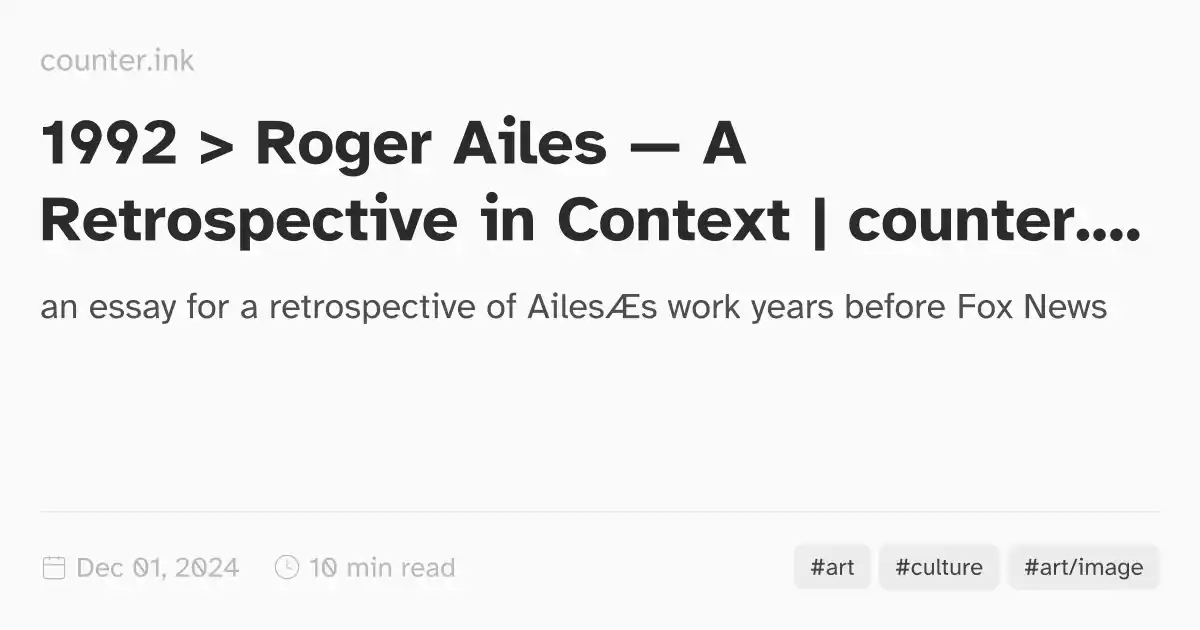 counter.ink
1992 > Roger Ailes — A
Retrospective in Context | counter....
an essay for a retrospective of AilesÆs work years before Fox News
Dec 01, 2024 10 min read #art #culture #art/image